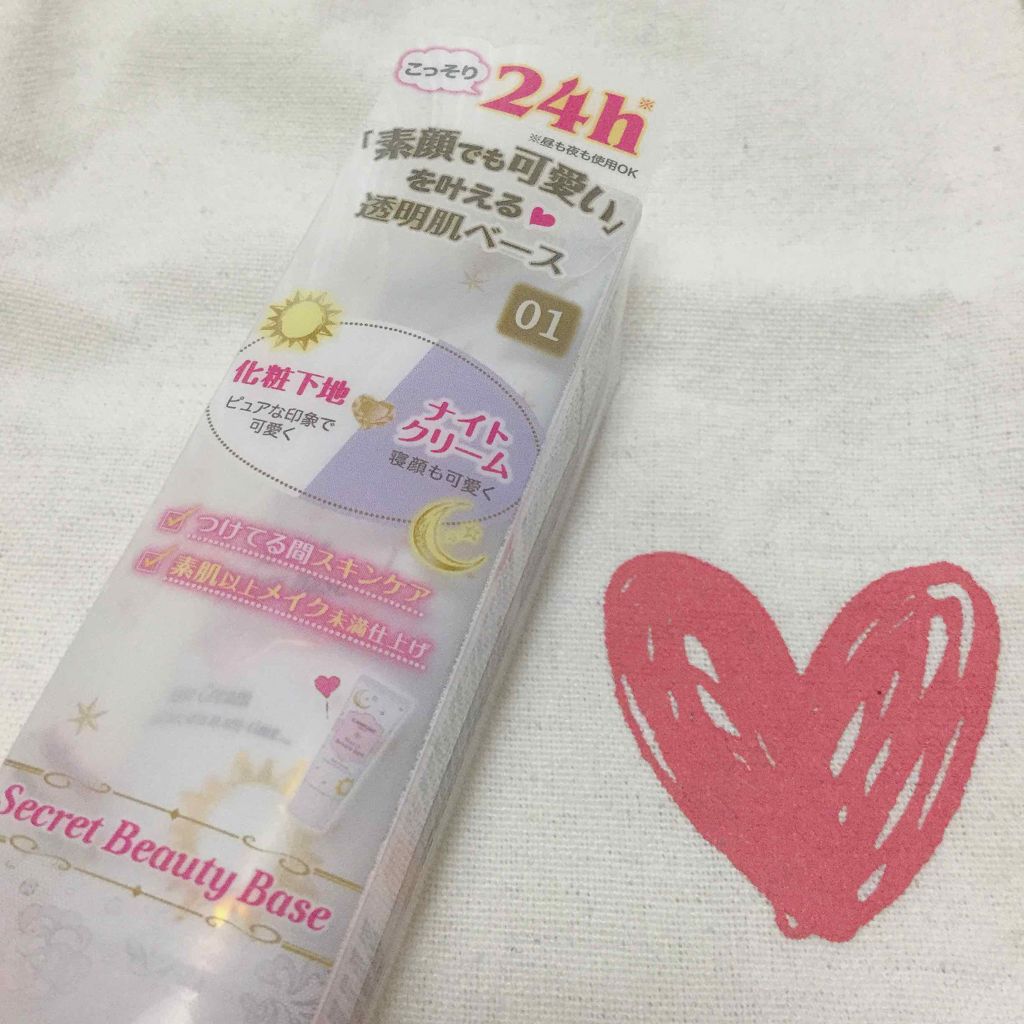 こっそり
24h※
※昼も夜も使用OK
「素顔でも可愛い」
を叶える
透明肌ベース
01
化粧下地
ピュアな印象で
可愛く
ナイト
クリーム
寝顔も可愛く
つけてる間スキンケア
素肌以上メイク未満仕上げ
Secret Beauty Base